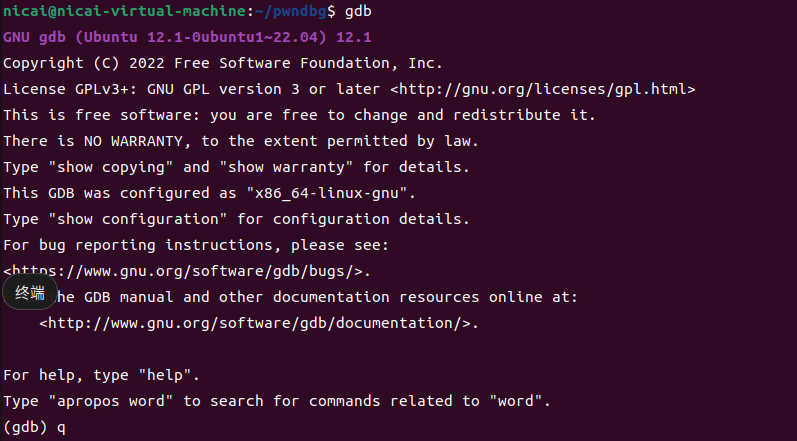 nicai@nicai-virtual-machine:~/pwndbg$ gdb
GNU gdb (Ubuntu 12.1-0ubuntu1~22.04) 12.1
Copyright (C) 2022 Free Software Foundation, Inc.
License GPLv3+: GNU GPL version 3 or later <http://gnu.org/licenses/gpl.html>
This is free software: you are free to change and redistribute it.
There is NO WARRANTY, to the extent permitted by law.
Type "show copying" and "show warranty" for details.
This GDB was configured as "x86_64-linux-gnu".
Type "show configuration" for configuration details.
For bug reporting instructions, please see:
<https://www.gnu.org/software/gdb/bugs/>.
终端
the GDB manual and other documentation resources online at:
    <http://www.gnu.org/software/gdb/documentation/>.

For help, type "help".
Type "apropos word" to search for commands related to "word".
(gdb) q